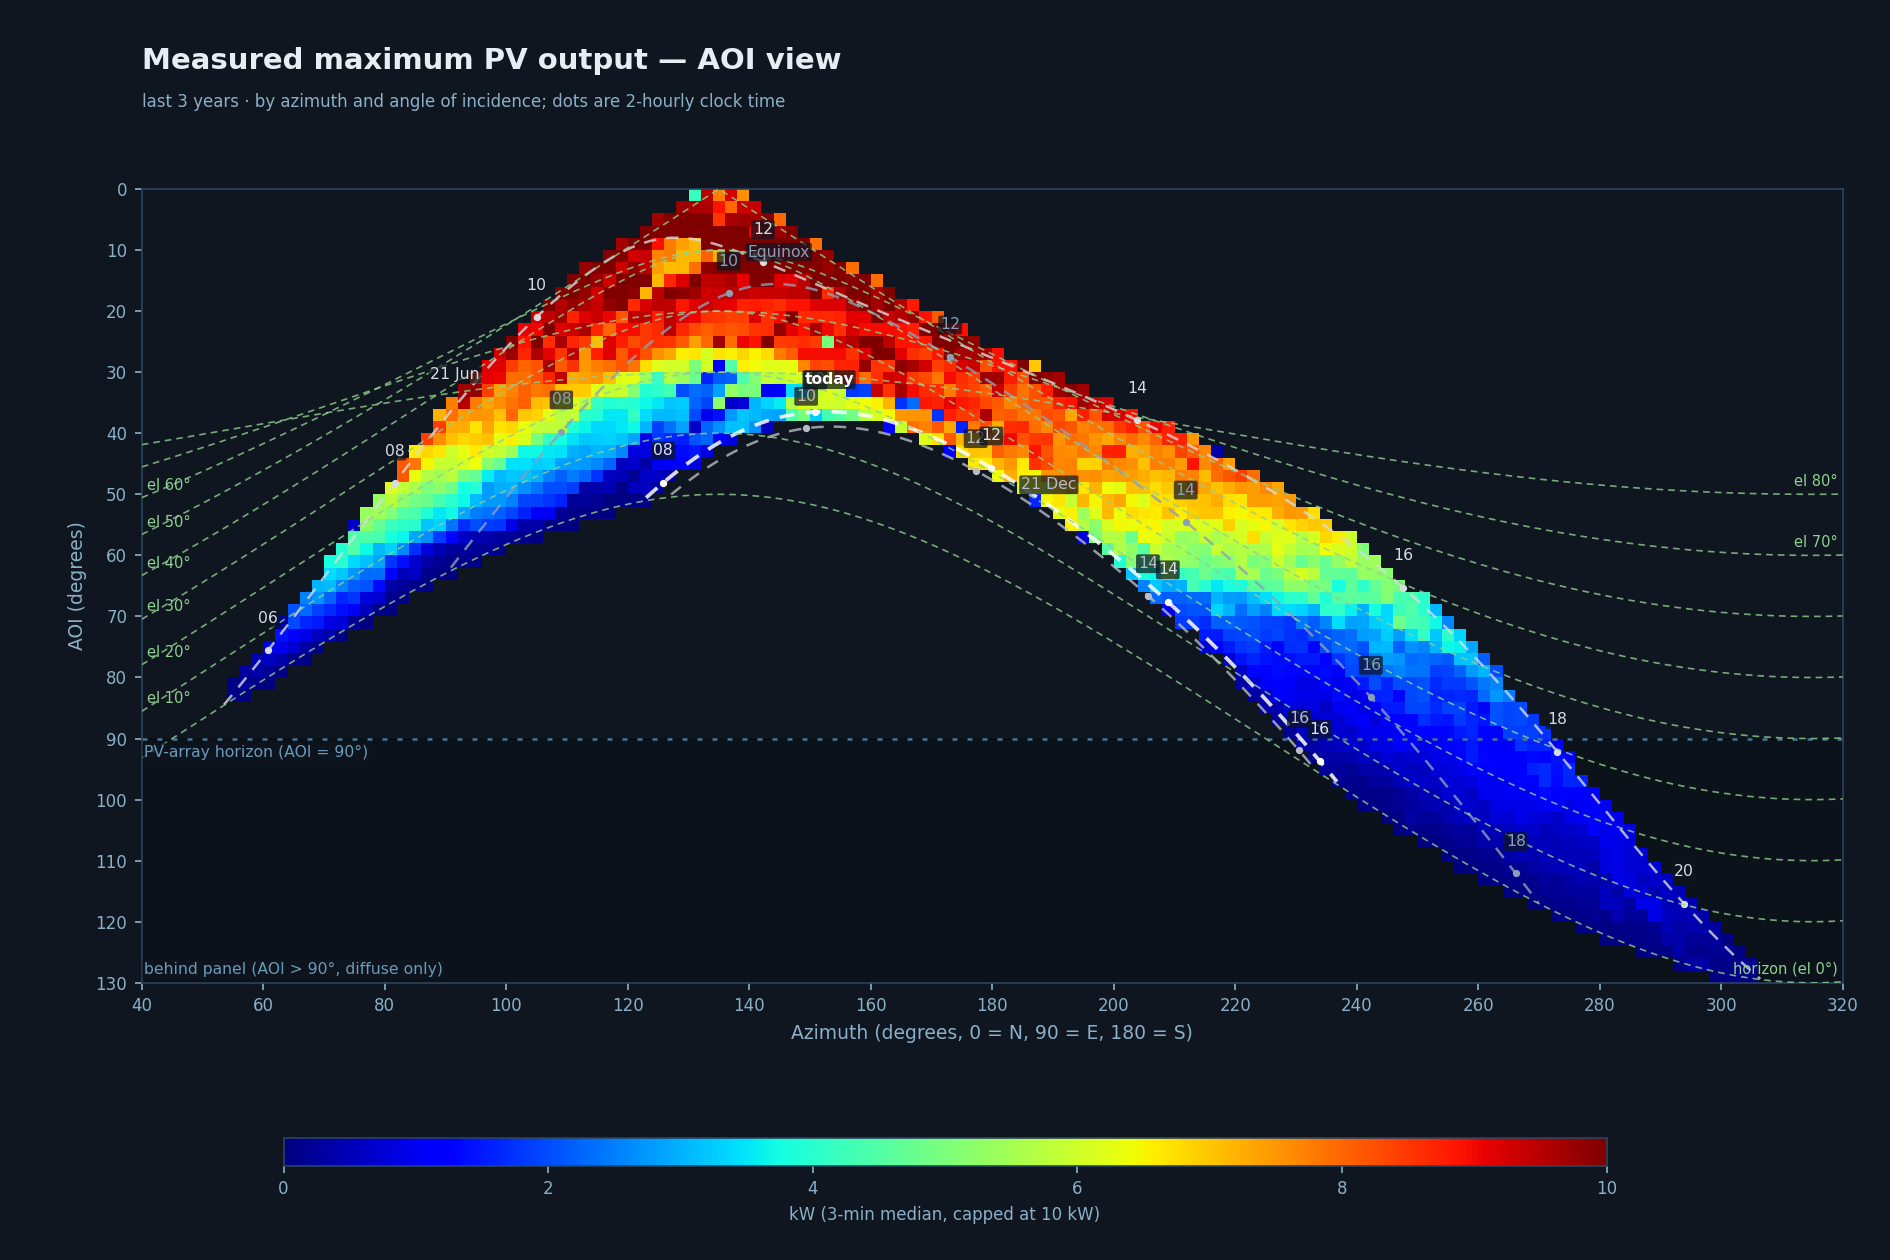 Measured maximum PV output — AOI view
last 3 years · by azimuth and angle of incidence; dots are 2-hourly clock time
0
10
20
30
40
50
60
70
80
90
100
110
120
130
AOI (degrees)
12
Equinox
10
10
12
21 Jun
today
14
08
10
08
12
12
08
21 Dec
14
el 80°
el 60°
el 50°
el 70°
16
el 40°
14
14
el 30°
06
el 20°
16
el 10°
16
16
18
PV-array horizon (AOI = 90°)
18
20
behind panel (AOI > 90°, diffuse only)
horizon (el 0°)
40
60
80
100
120
140
160
180
200
220
240
260
280
300
320
Azimuth (degrees, 0 = N, 90 = E, 180 = S)
0
2
4
6
8
10
kW (3-min median, capped at 10 kW)